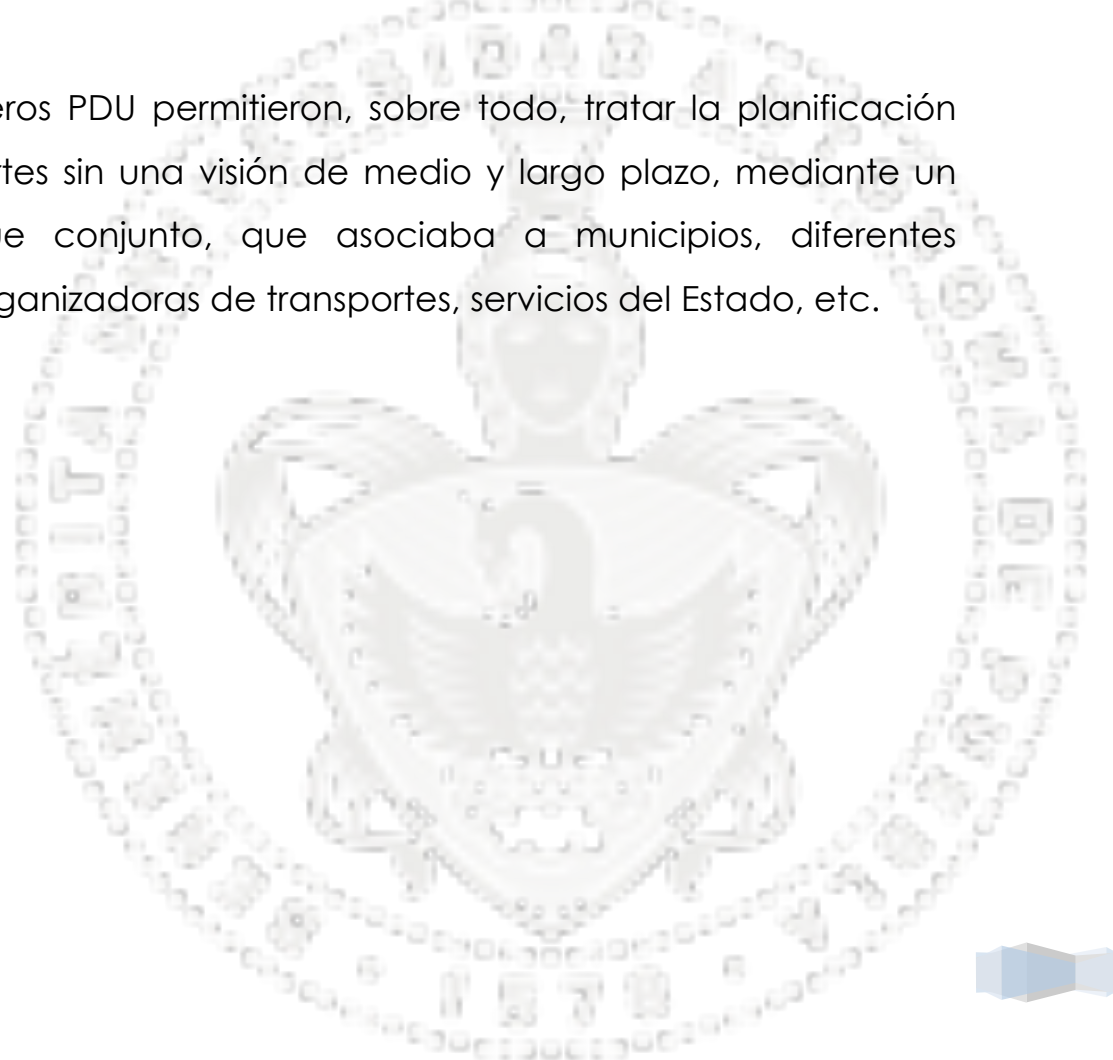 eros PDU permitieron, sobre todo, tratar la planificación
rtes sin una visión de medio y largo plazo, mediante un
ue conjunto, que asociaba a municipios, diferentes
ganizadoras de transportes, servicios del Estado, etc.